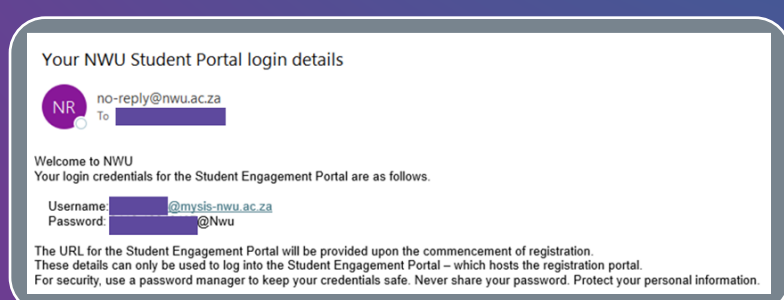 Your NWU Student Portal login details
NR
no-reply@nwu.ac.za
To
Welcome to NWU
Your login credentials for the Student Engagement Portal are as follows.
Username: @mysis-nwu.ac.za
Password: @Nwu
The URL for the Student Engagement Portal will be provided upon the commencement of registration.
These details can only be used to log into the Student Engagement Portal – which hosts the registration portal.
For security, use a password manager to keep your credentials safe. Never share your password. Protect your personal information.